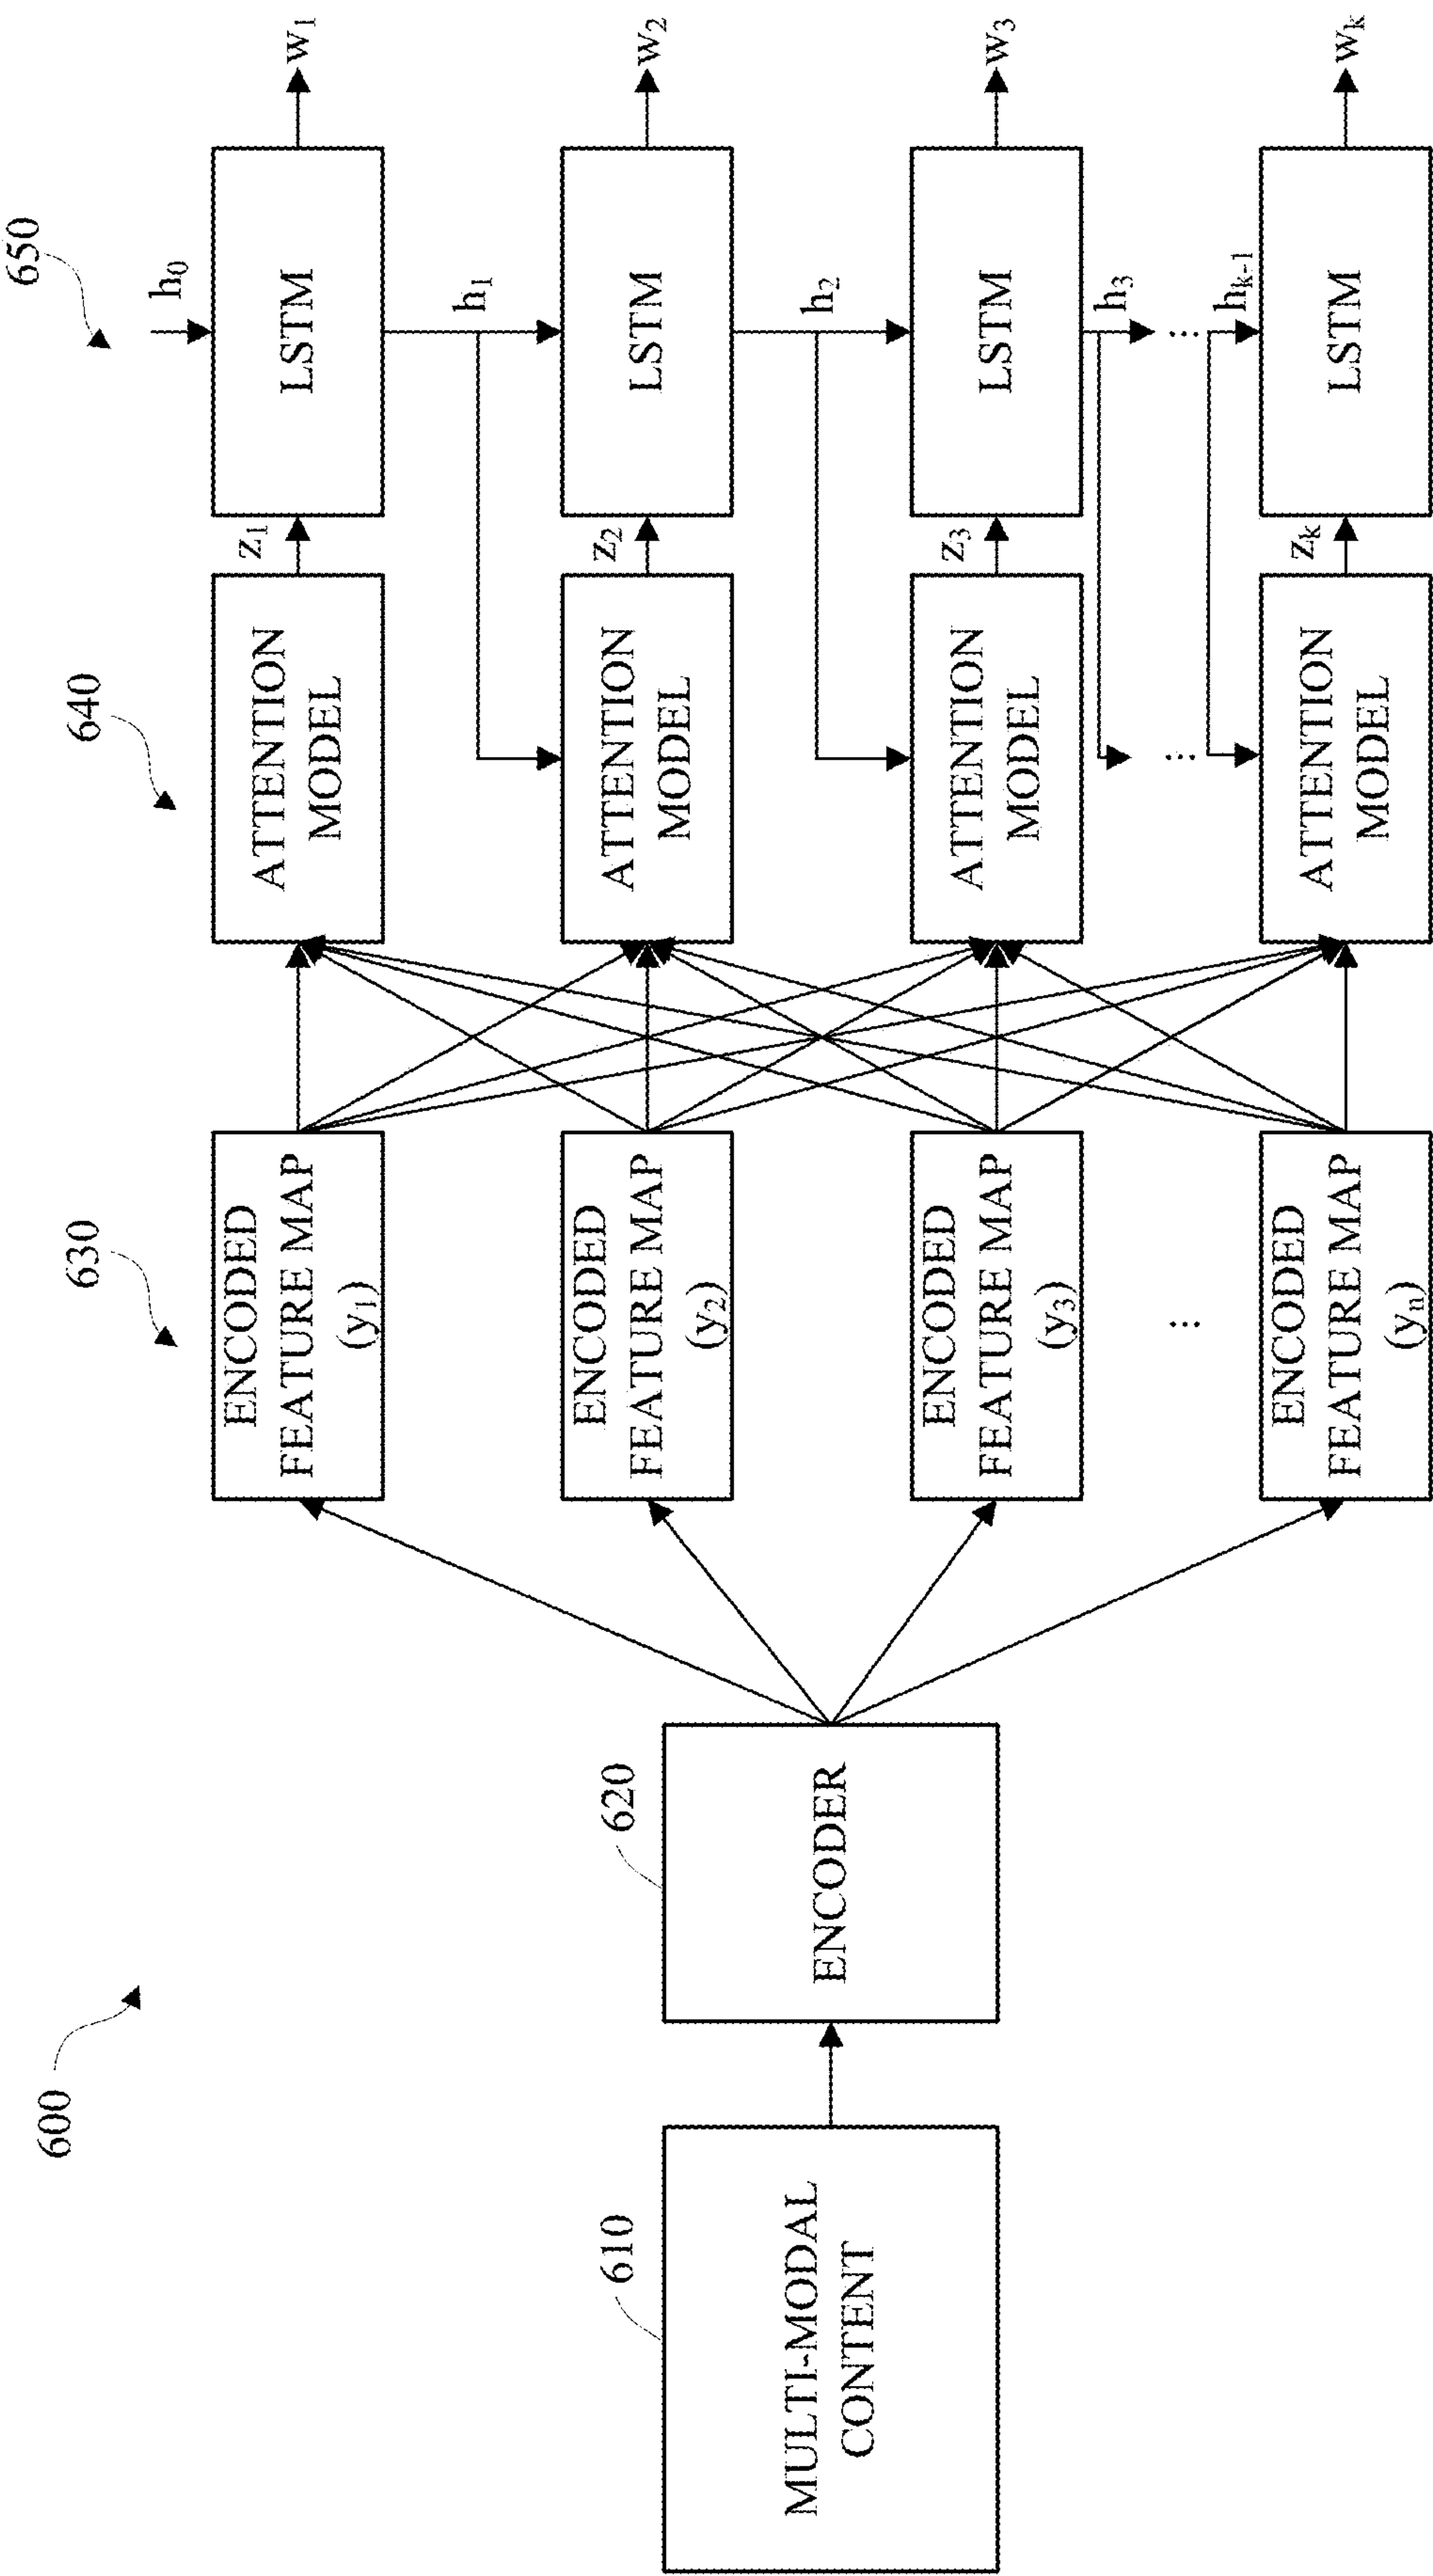 600
610
MULTI-MODAL
CONTENT
620
ENCODER
630
ENCODED
FEATURE MAP
(y1)
ENCODED
FEATURE MAP
(y2)
ENCODED
FEATURE MAP
(y3)
...
ENCODED
FEATURE MAP
(yn)
640
ATTENTION
MODEL
ATTENTION
MODEL
ATTENTION
MODEL
...
ATTENTION
MODEL
z1
z2
z3
zk
650
h0
LSTM
h1
LSTM
h2
LSTM
h3
...
hk-1
LSTM
w1
w2
w3
wk